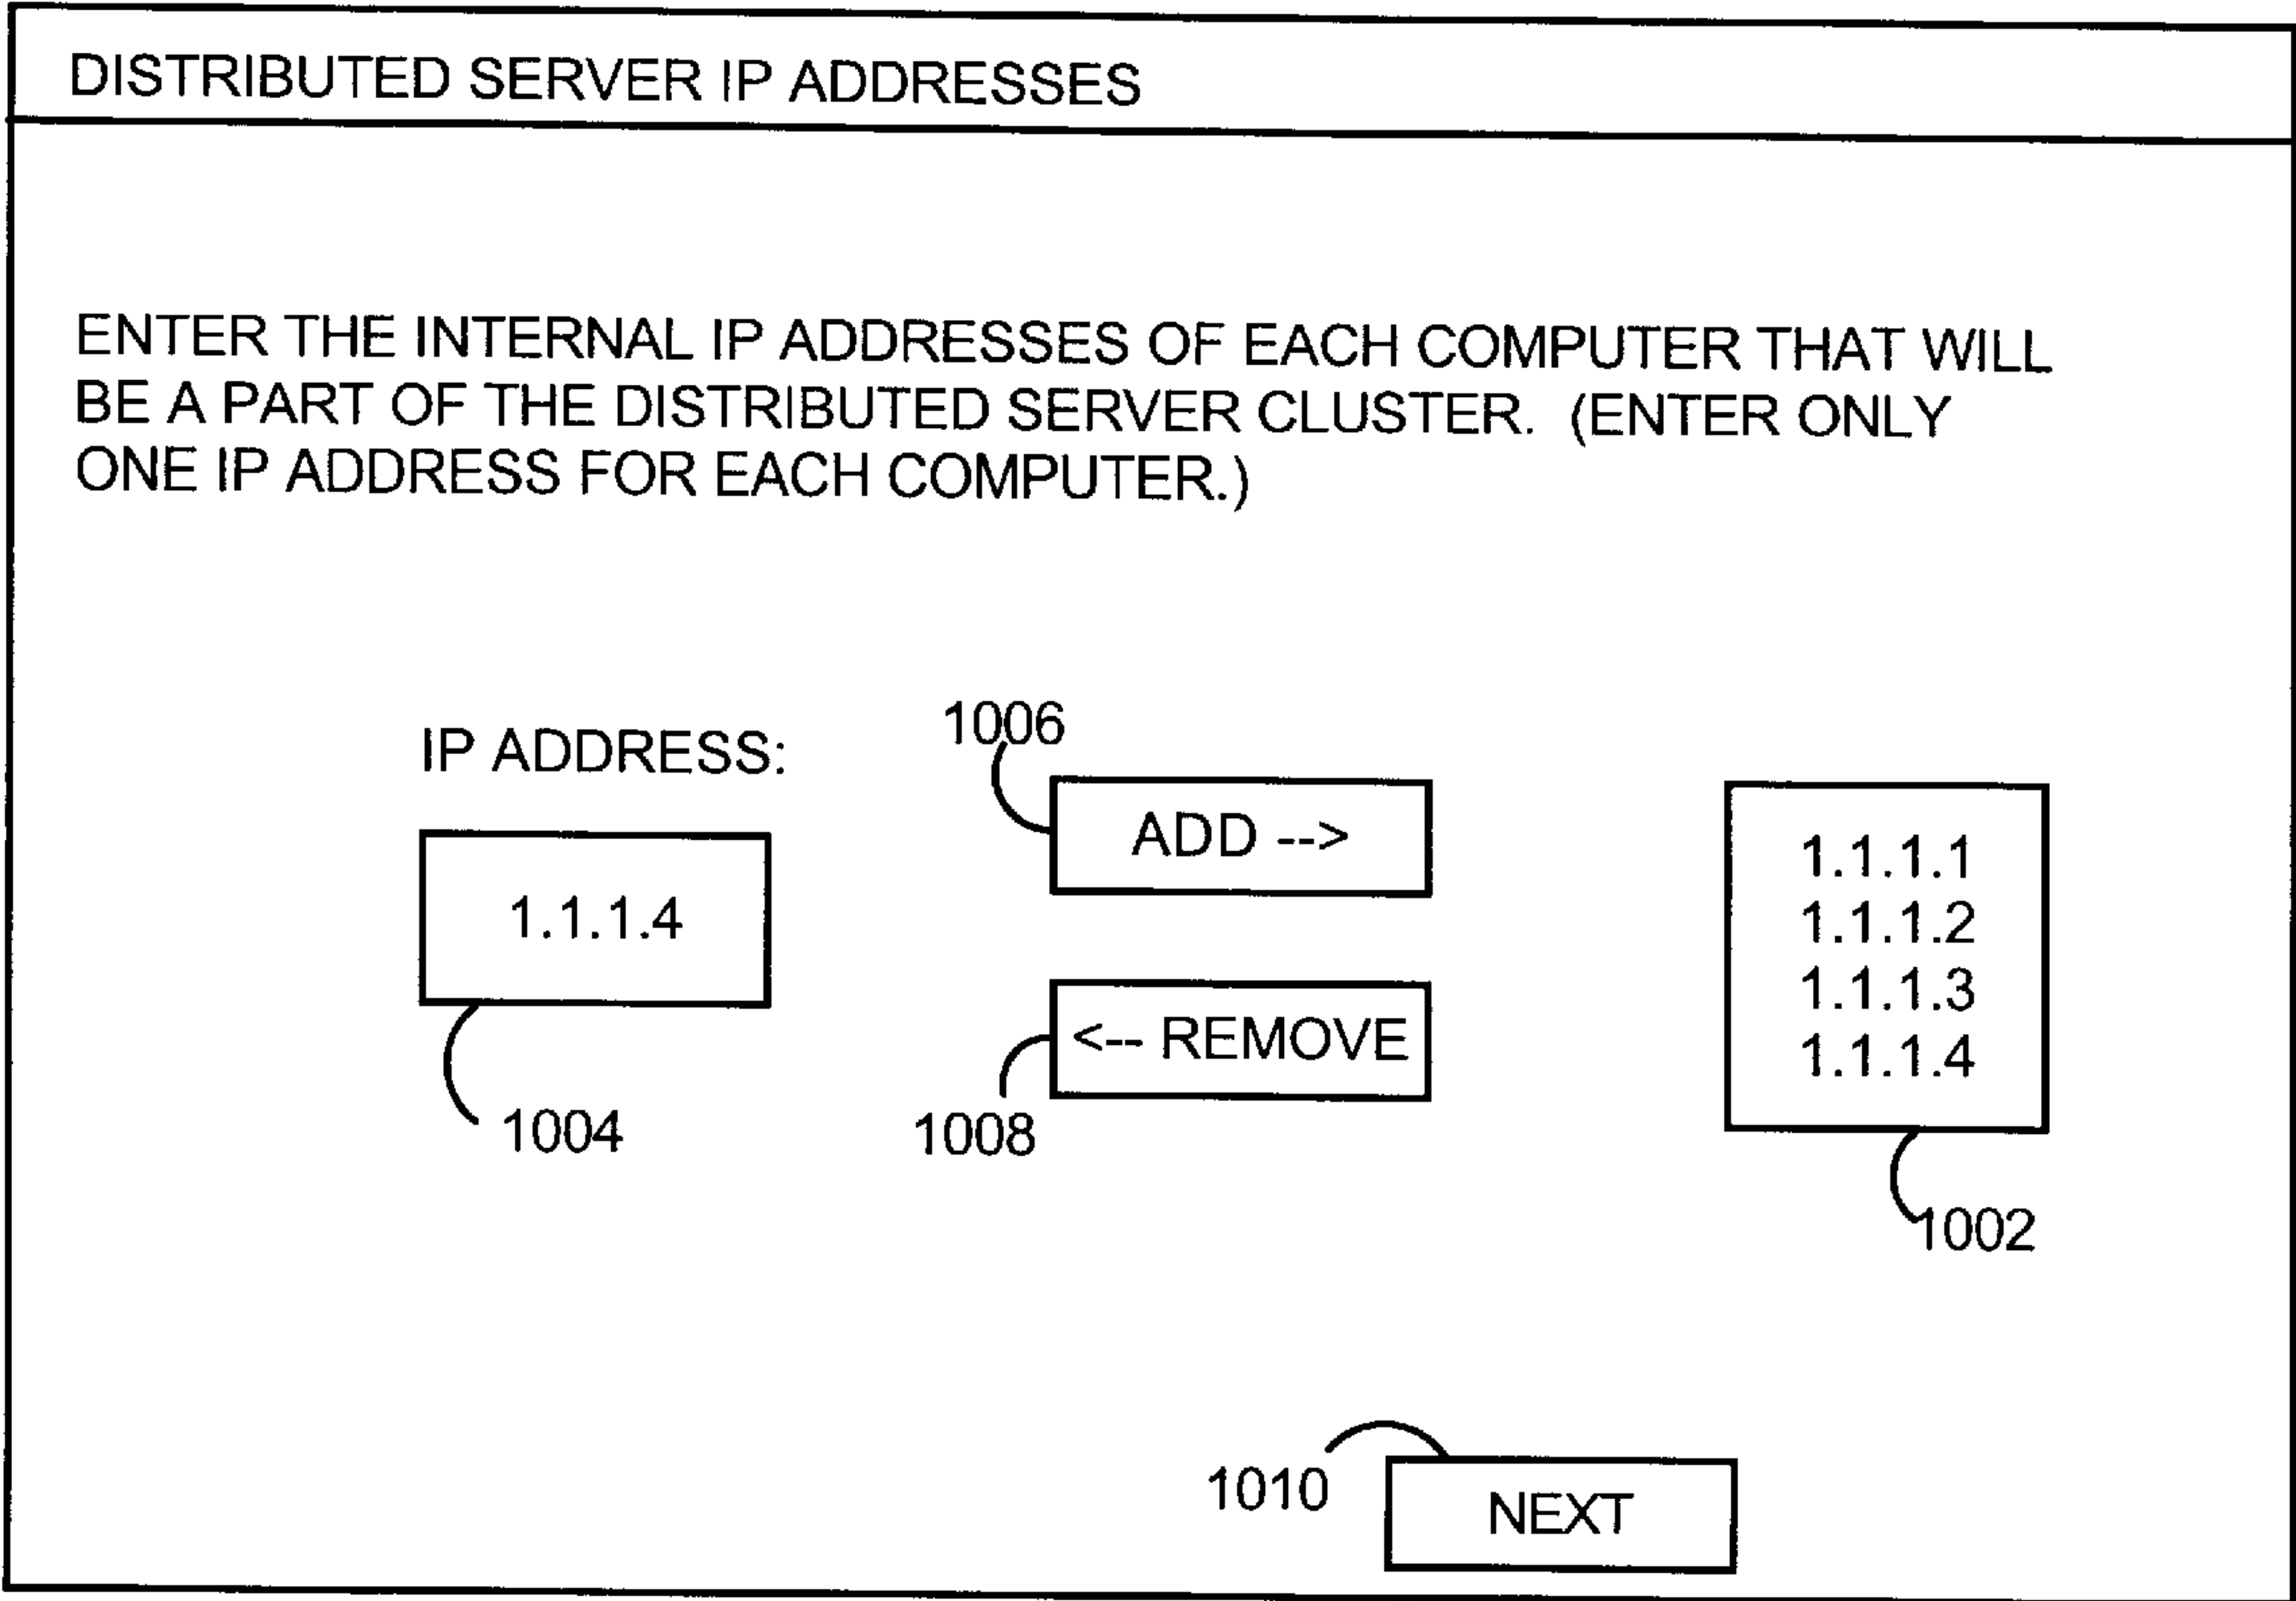 DISTRIBUTED SERVER IP ADDRESSES
ENTER THE INTERNAL IP ADDRESSES OF EACH COMPUTER THAT WILL
BE A PART OF THE DISTRIBUTED SERVER CLUSTER. (ENTER ONLY
ONE IP ADDRESS FOR EACH COMPUTER.)
IP ADDRESS:
1.1.1.4
1004
1006
ADD -->
<-- REMOVE
1008
1.1.1.1
1.1.1.2
1.1.1.3
1.1.1.4
1002
1010
NEXT